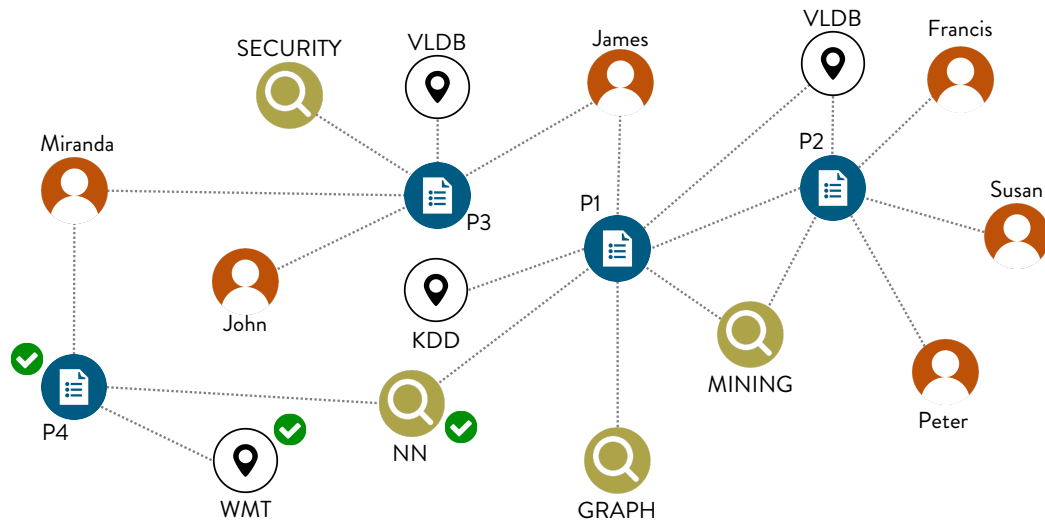 VLDB
Francis
James
VLDB
SECURITY
Miranda
P2
Susan
P1
P3
John
KDD
MINING
Peter
P4
NN
WMT
GRAPH